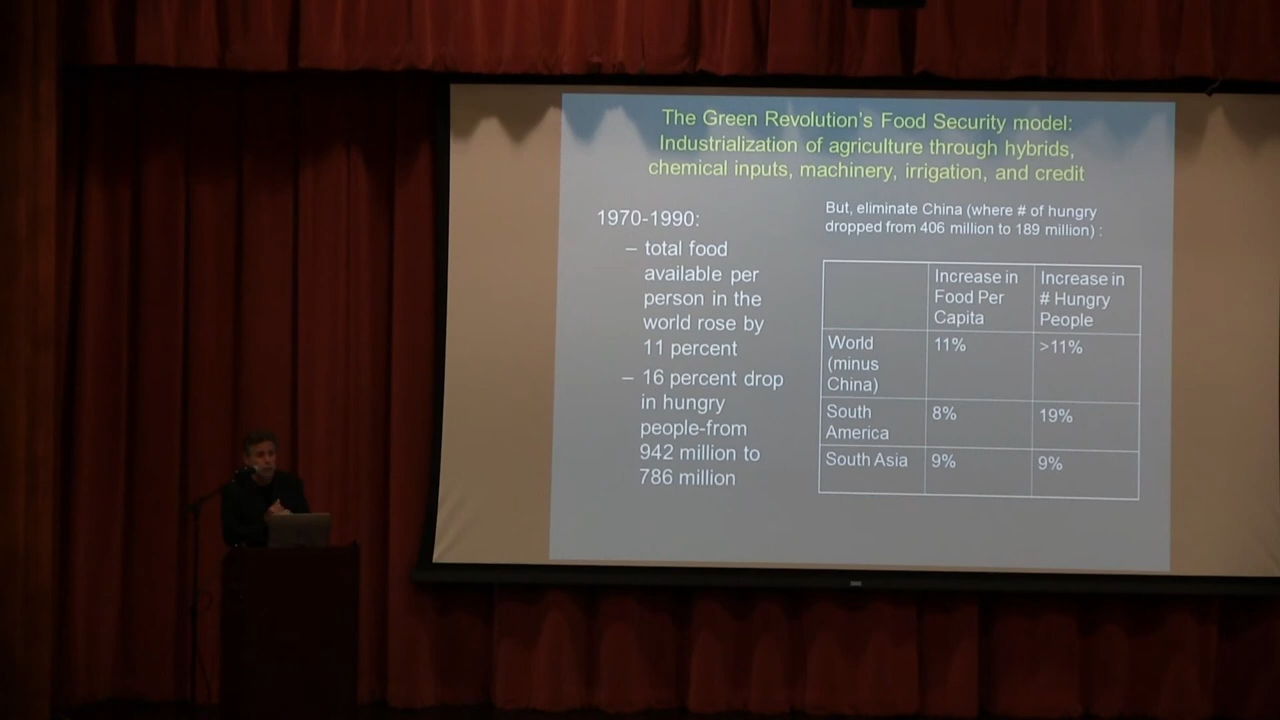 The Green Revolution's Food Security model:
Industrialization of agriculture through hybrids,
chemical inputs, machinery, irrigation, and credit
1970-1990:
– total food
available per
person in the
world rose by
11 percent
– 16 percent drop
in hungry
people-from
942 million to
786 million
But, eliminate China (where # of hungry
dropped from 406 million to 189 million) :
Increase in
Food Per
Capita
Increase in
# Hungry
People
World
(minus
China)
11%
>11%
South
America
8%
19%
South Asia
9%
9%